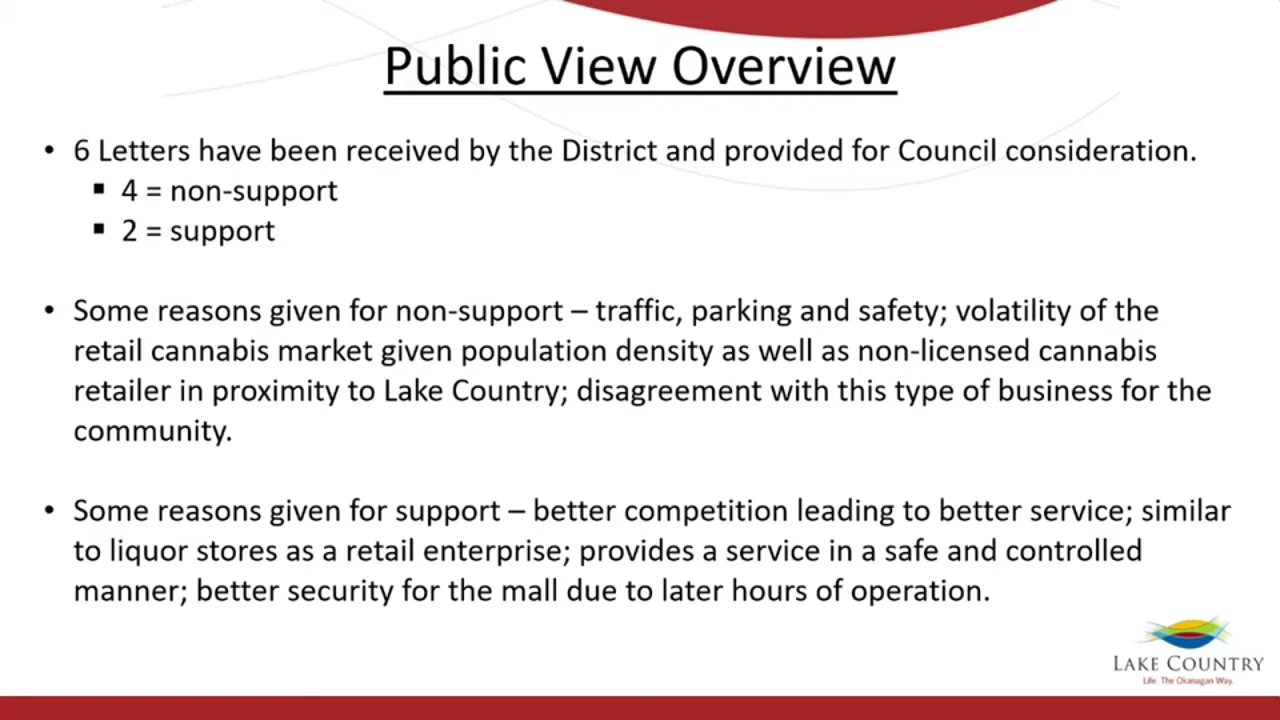 Public View Overview
• 6 Letters have been received by the District and provided for Council consideration.
▪ 4 = non-support
▪ 2 = support
• Some reasons given for non-support – traffic, parking and safety; volatility of the
retail cannabis market given population density as well as non-licensed cannabis
retailer in proximity to Lake Country; disagreement with this type of business for the
community.
• Some reasons given for support – better competition leading to better service; similar
to liquor stores as a retail enterprise; provides a service in a safe and controlled
manner; better security for the mall due to later hours of operation.
LAKE COUNTRY
Life. The Okanagan Way.